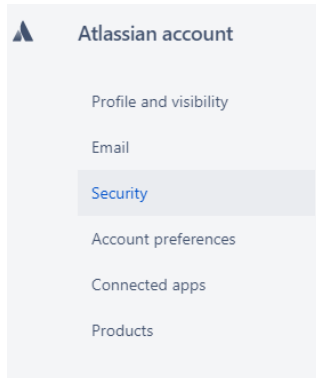 Atlassian account
Profile and visibility
Email
Security
Account preferences
Connected apps
Products